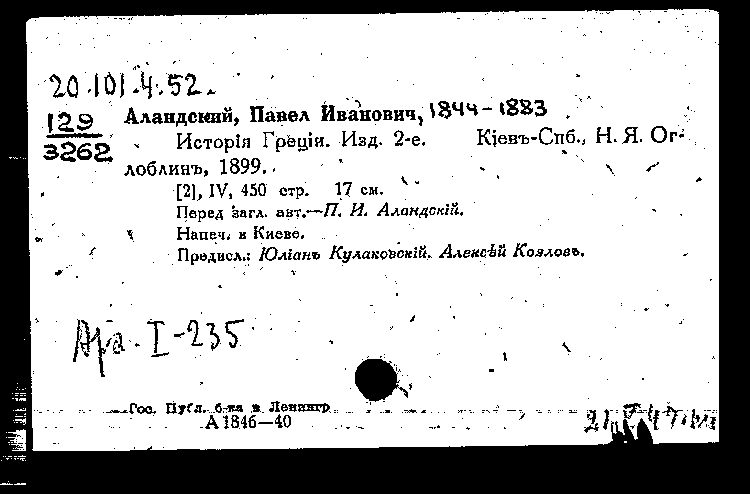 20.101.4.52.
129
3262
Аландский, Павел Иванович, 1844-1883
Исторія Греціи. Изд. 2-е. Кіевъ-Спб., Н. Я. Ог-
лоблинъ, 1899.
[2], IV, 450 стр. 17 см.
Перед загл. авт.—П. И. Аландскій.
Напеч. в Киеве.
Предисл.: Юліанъ Кулаковскій. Алексѣй Козловъ.
I-235
Гос. Публ. б-ка в Ленингр.
А 1846—40